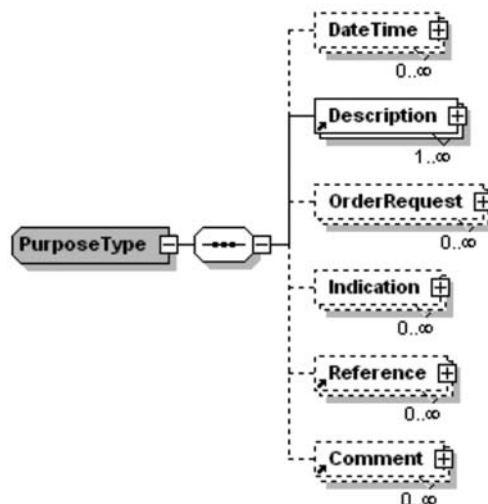 DateTime
0..∞
Description
1..∞
OrderRequest
0..∞
PurposeType
Indication
0..∞
Reference
0..∞
Comment
0..∞